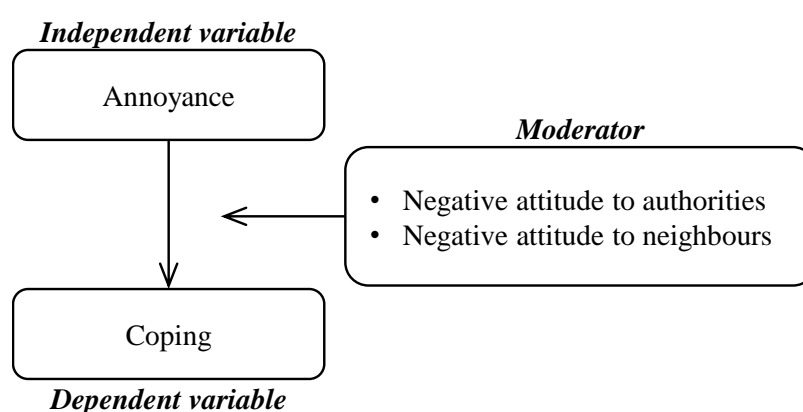 Independent variable
Annoyance
Moderator
• Negative attitude to authorities
• Negative attitude to neighbours
Coping
Dependent variable